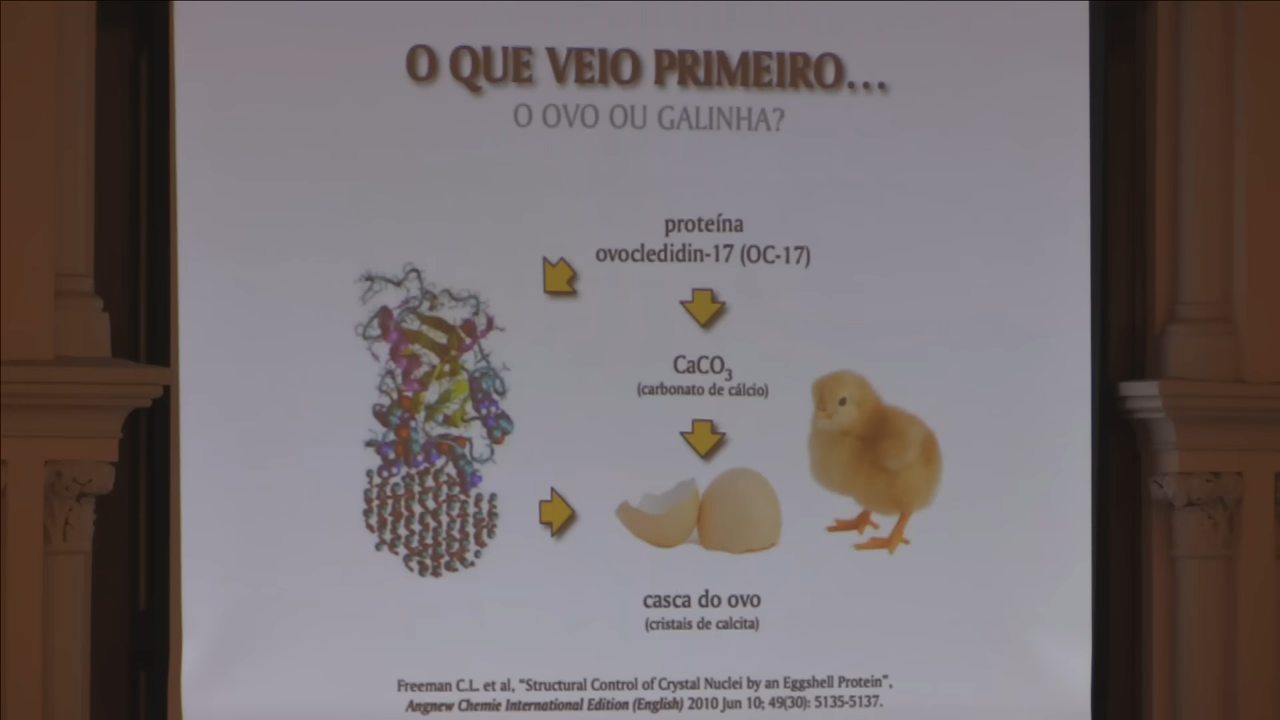 O QUE VEIO PRIMEIRO...
O OVO OU GALINHA?
proteína
ovocledidin-17 (OC-17)
CaCO₃
(carbonato de cálcio)
casca do ovo
(cristais de calcita)
Freeman C.L. et al, “Structural Control of Crystal Nuclei by an Eggshell Protein”,
Angnew Chemie International Edition (English) 2010 Jun 10; 49(30): 5135-5137.